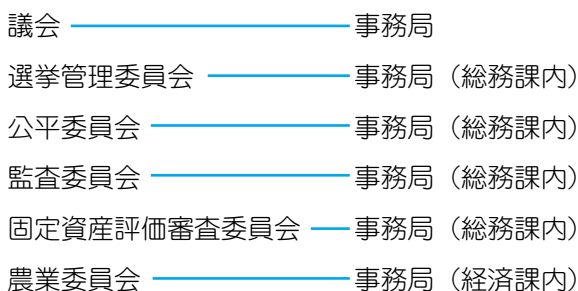 議会 事務局
選挙管理委員会 事務局（総務課内）
公平委員会 事務局（総務課内）
監査委員会 事務局（総務課内）
固定資産評価審査委員会 事務局（総務課内）
農業委員会 事務局（経済課内）